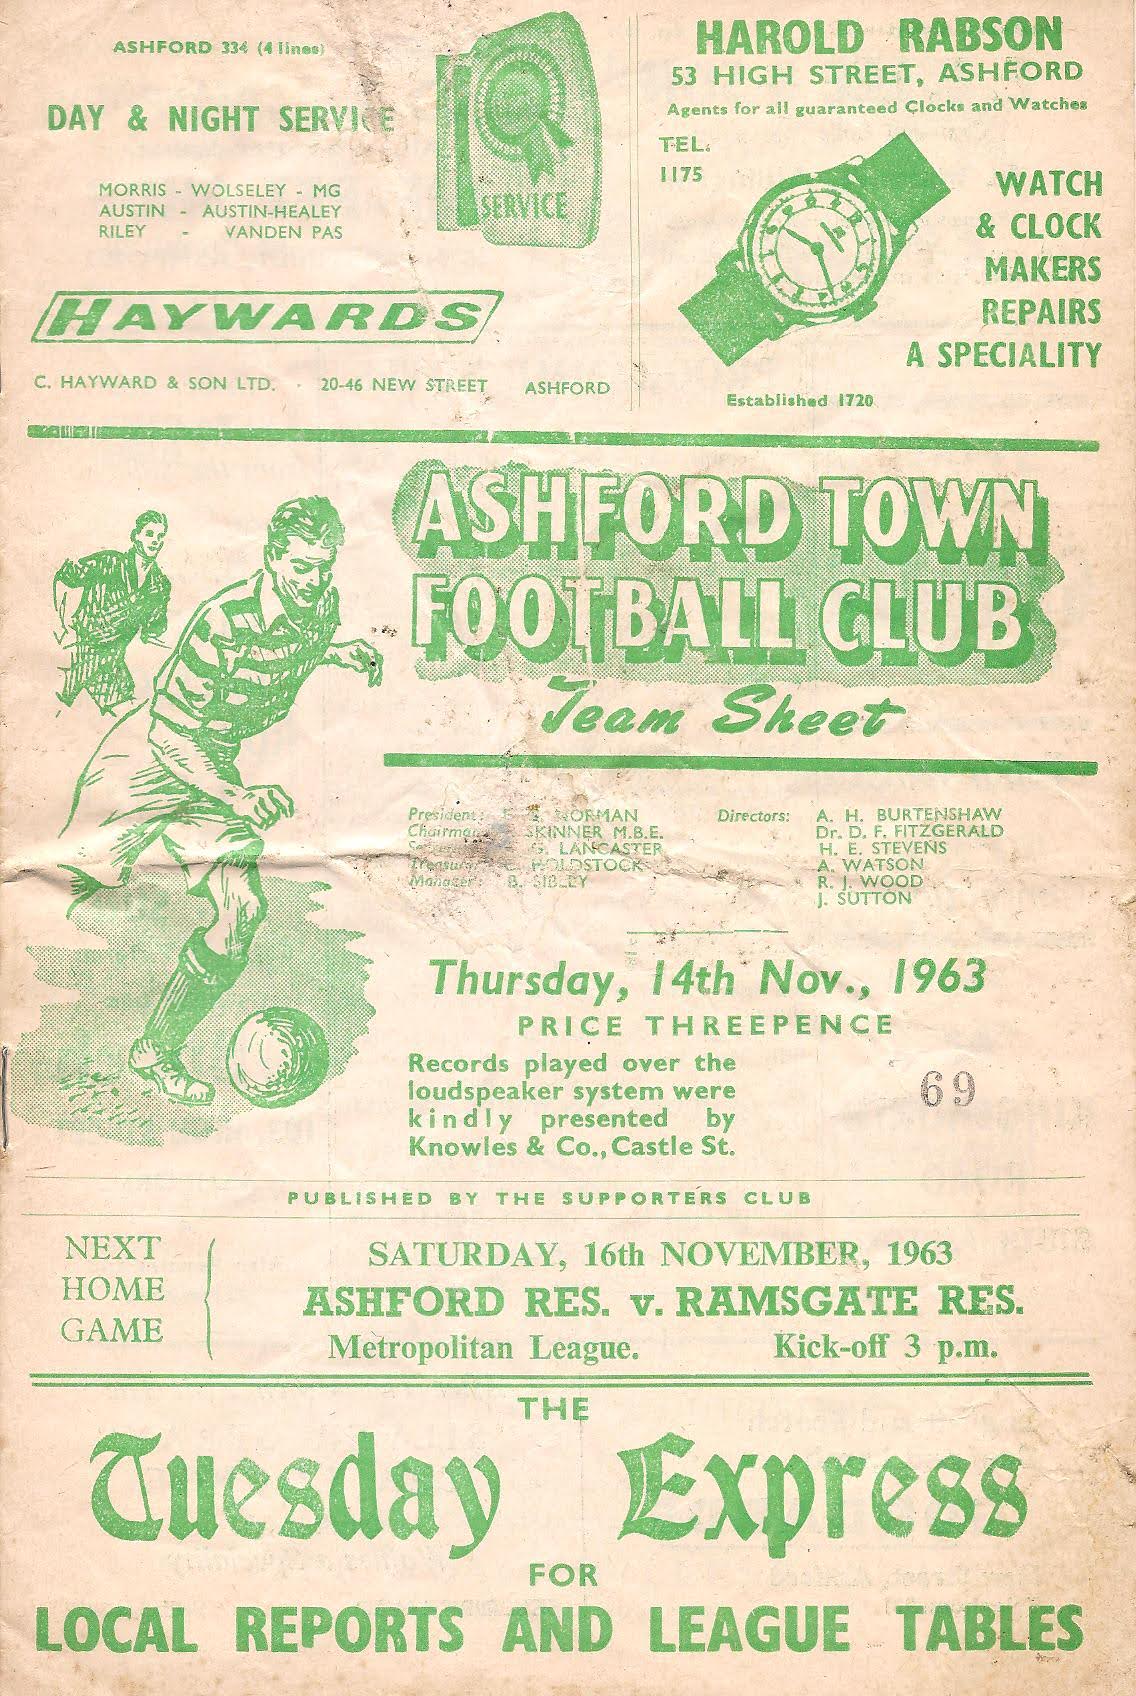 ASHFORD 334 (4 lines)
DAY & NIGHT SERVICE
MORRIS - WOLSELEY - MG
AUSTIN - AUSTIN-HEALEY
RILEY - VANDEN PAS
SERVICE
HAYWARDS
C. HAYWARD & SON LTD. · 20-46 NEW STREET ASHFORD
HAROLD RABSON
53 HIGH STREET, ASHFORD
Agents for all guaranteed Clocks and Watches
TEL.
1175
WATCH
& CLOCK
MAKERS
REPAIRS
A SPECIALITY
Established 1720
ASHFORD TOWN
FOOTBALL CLUB
Team Sheet
President: NORMAN
Chairman SKINNER M.B.E.
G. LANCASTER
Treasurer HOLDSTOCK
Manager: B. SIBLEY
Directors: A. H. BURTENSHAW
Dr. D. F. FITZGERALD
H. E. STEVENS
A. WATSON
R. J. WOOD
J. SUTTON
Thursday, 14th Nov., 1963
PRICE THREEPENCE
Records played over the
loudspeaker system were
kindly presented by
Knowles & Co., Castle St.
69
PUBLISHED BY THE SUPPORTERS CLUB
NEXT
HOME
GAME
SATURDAY, 16th NOVEMBER, 1963
ASHFORD RES. v. RAMSGATE RES.
Metropolitan League. Kick-off 3 p.m.
THE
Tuesday Express
FOR
LOCAL REPORTS AND LEAGUE TABLES